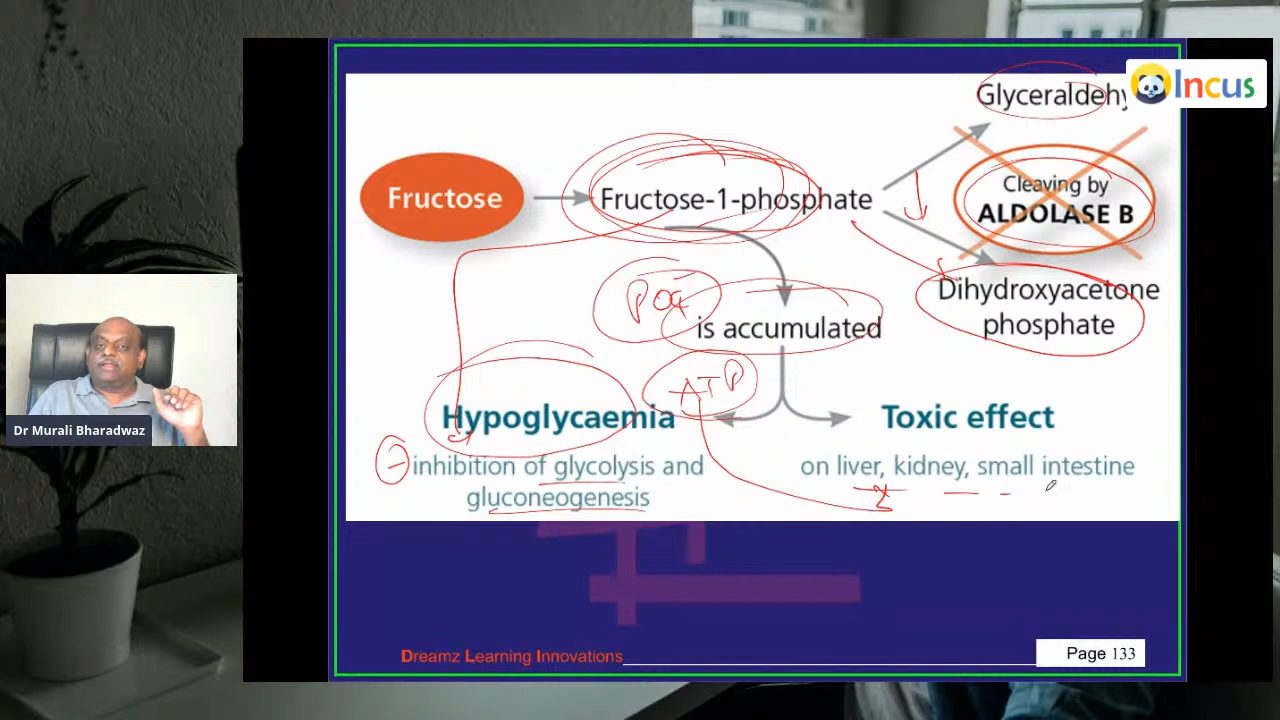 Glyceraldehy
Incus
Fructose
Fructose-1-phosphate
Cleaving by
ALDOLASE B
PO4
Dihydroxyacetone
phosphate
is accumulated
ATP
Hypoglycaemia
Toxic effect
inhibition of glycolysis and
gluconeogenesis
on liver, kidney, small intestine
Dr Murali Bharadwaz
Dreamz Learning Innovations
Page 133